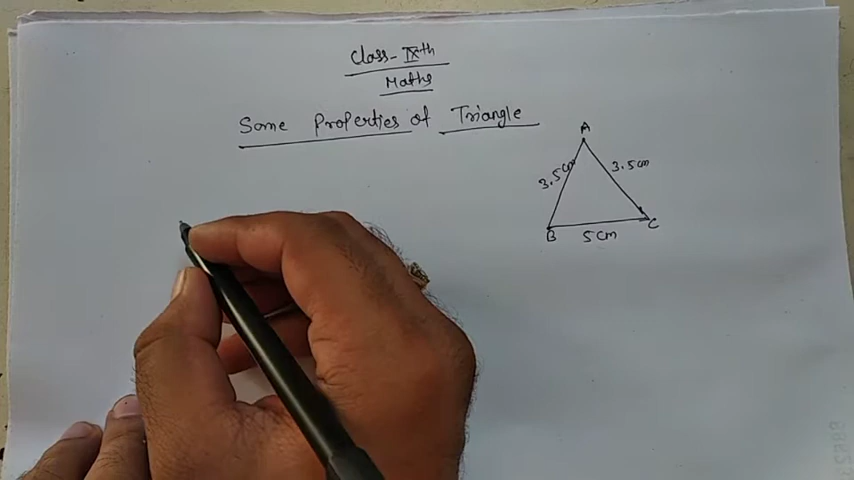 Class-IXth
Maths
Some Properties of Triangle
A
3.5cm
3.5cm
B
5cm
C